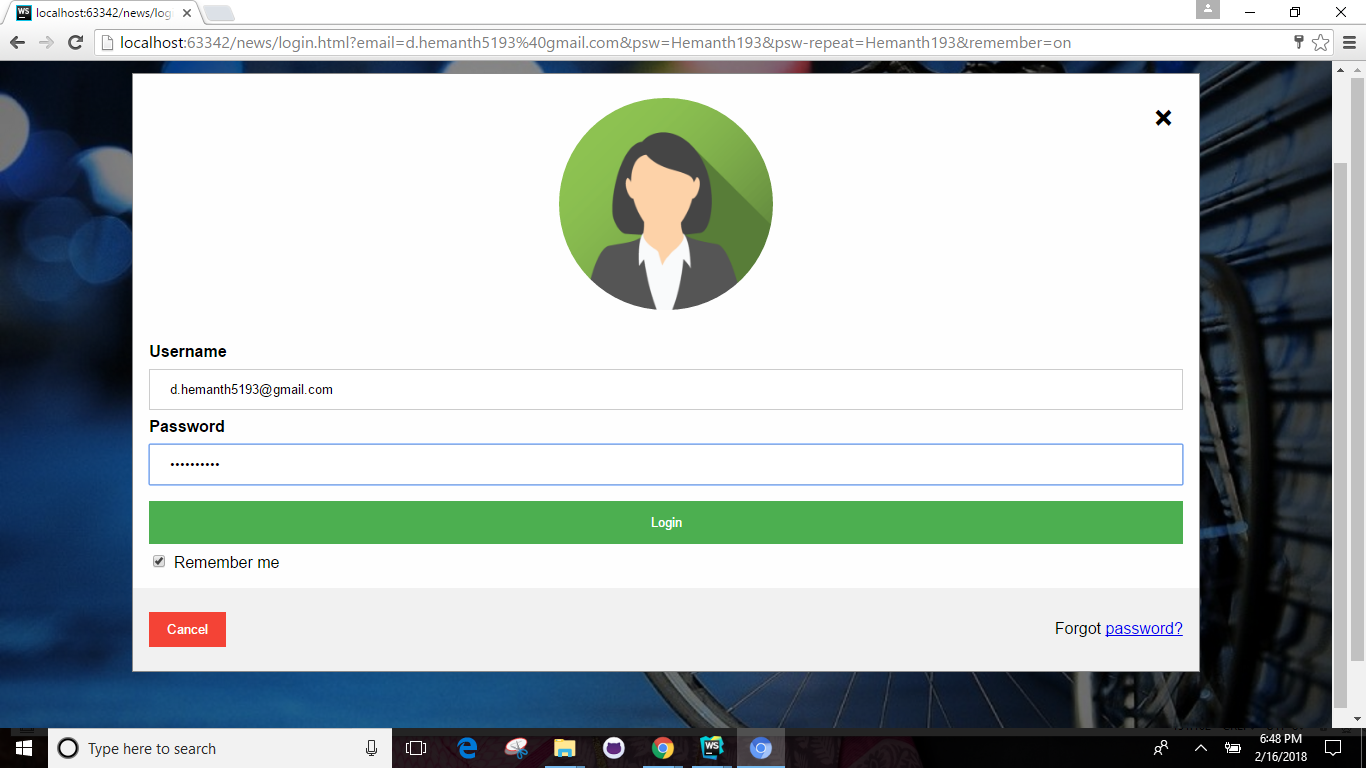 WS localhost:63342/news/log
localhost:63342/news/login.html?email=d.hemanth5193%40gmail.com&psw=Hemanth193&psw-repeat=Hemanth193&remember=on
Username
d.hemanth5193@gmail.com
Password
••••••••••
Login
Remember me
Cancel
Forgot password?
Type here to search
WS
6:48 PM
2/16/2018